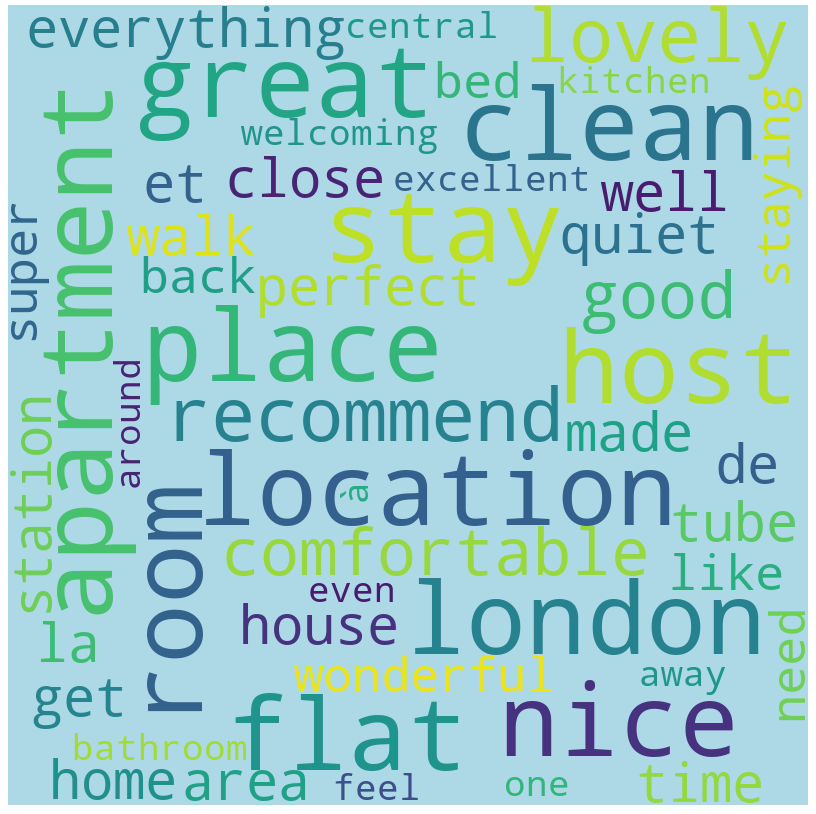 everything
central
lovely
great
bed
kitchen
clean
welcoming
apartment
staying
et
close
excellent
well
super
stay
walk
quiet
back
perfect
good
place
host
around
recommend
made
station
location
de
à
room
tube
comfortable
like
even
london
house
la
need
wonderful
away
get
flat
nice
bathroom
home
area
feel
one
time